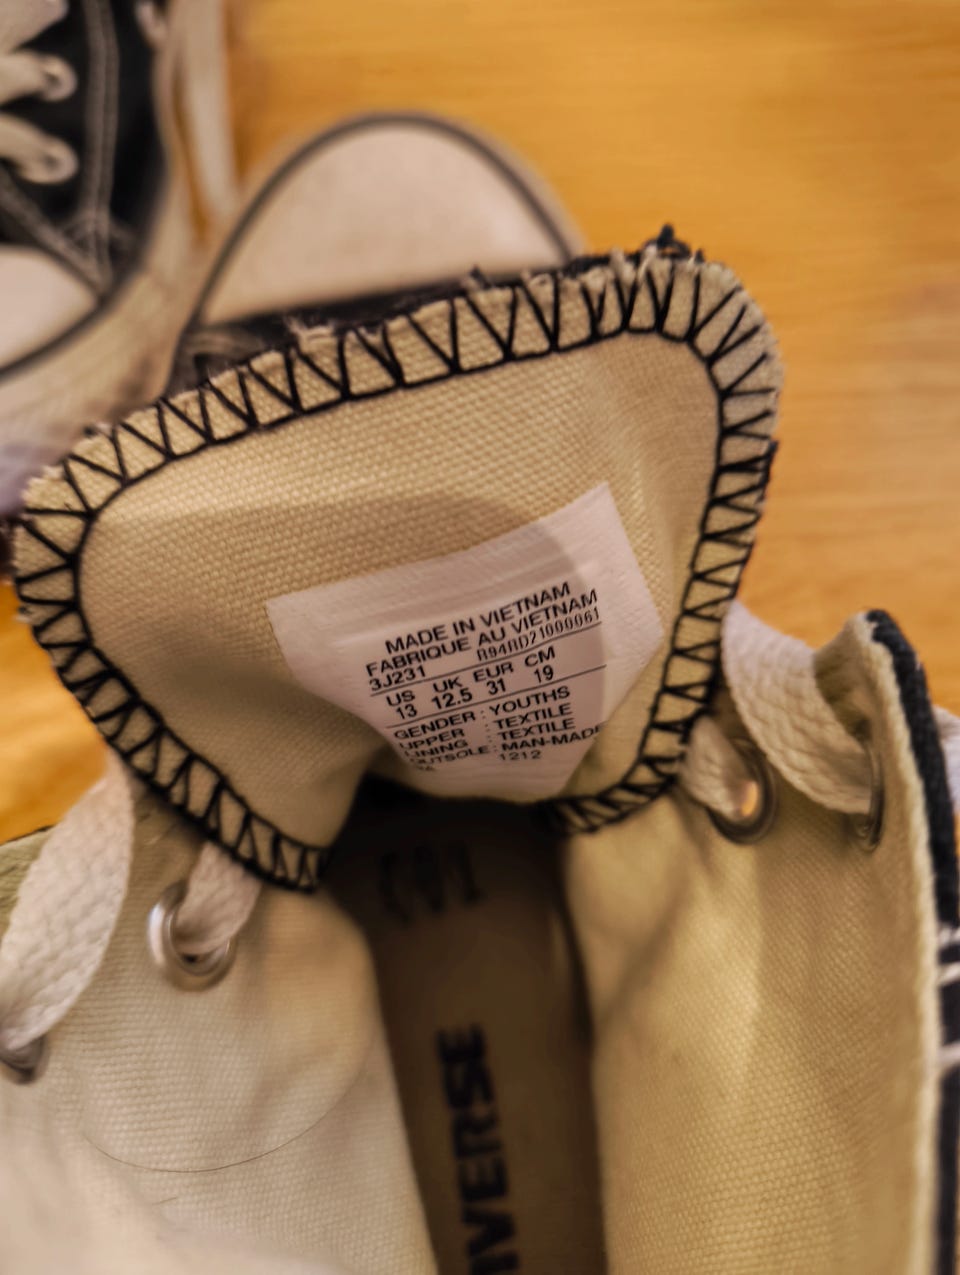 MADE IN VIETNAM
FABRIQUE AU VIETNAM
3J231
US UK EUR CM
13 12.5 31 19
GENDER : YOUTHS
UPPER : TEXTILE
LINING : TEXTILE
OUTSOLE : MAN-MADE
1212
VERSE